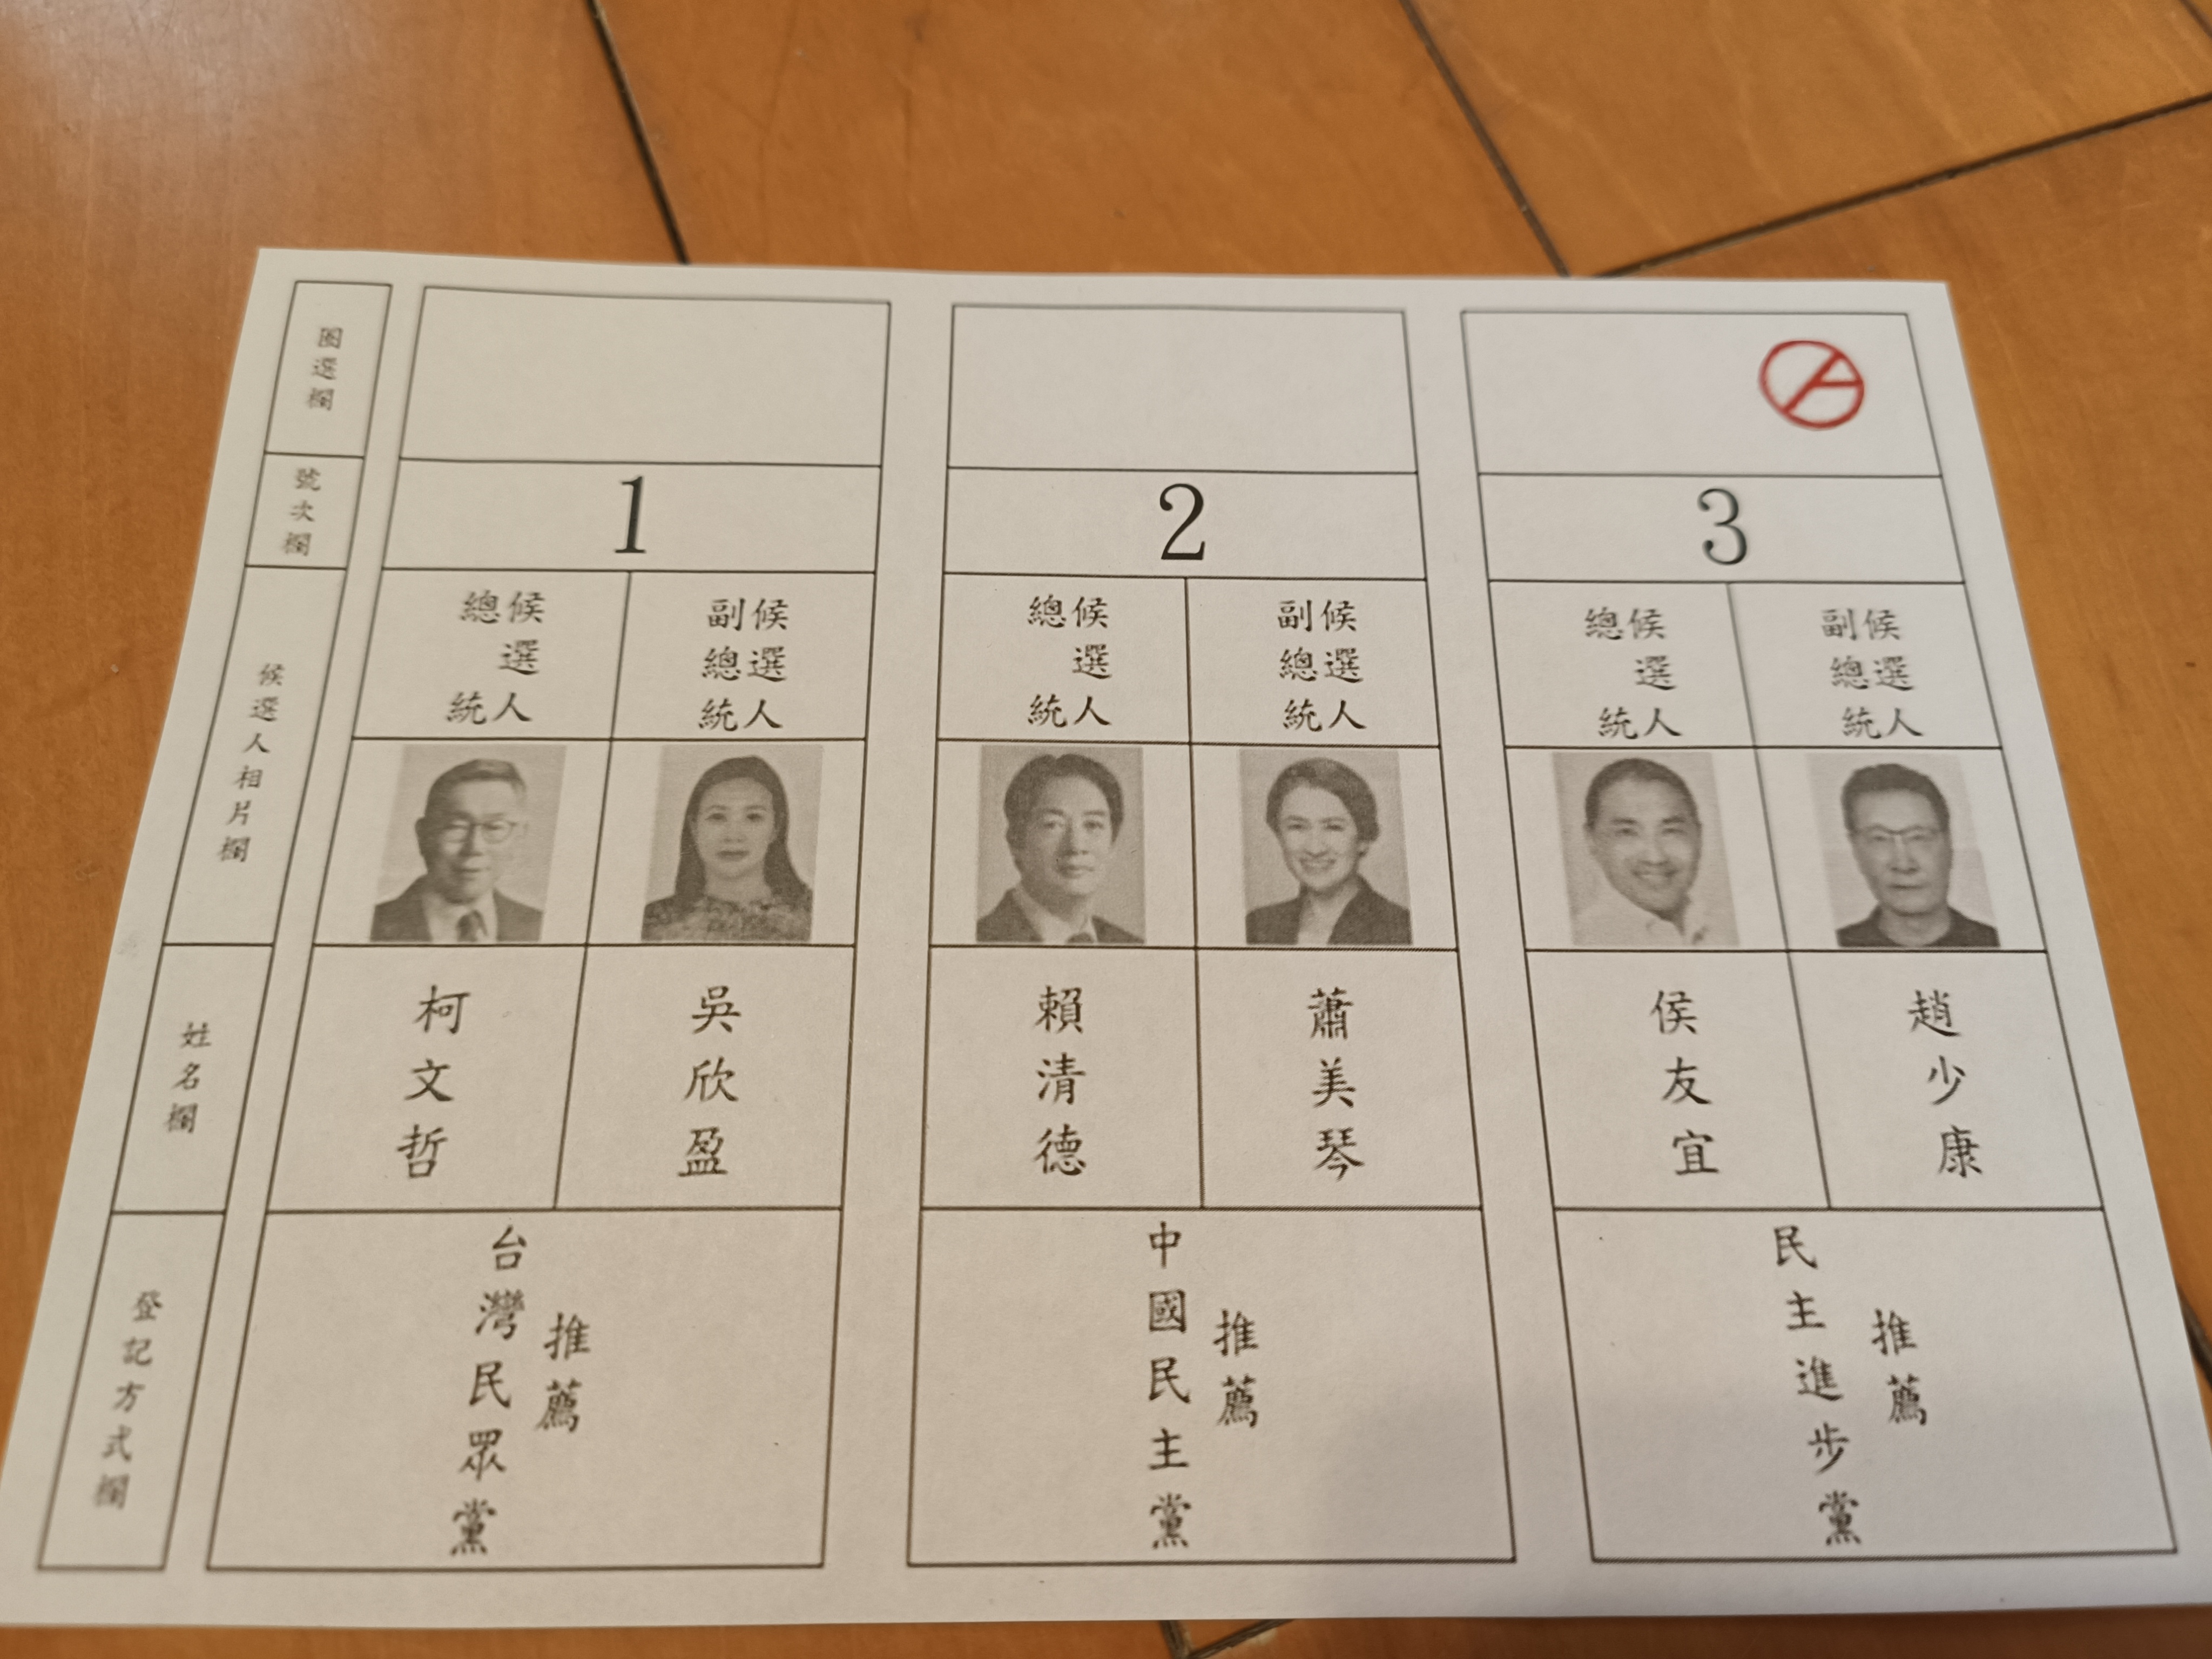 圈選欄
號次欄
候選人相片欄
姓名欄
登記方式欄
1
總統
候選人
副總統
候選人
柯文哲
吳欣盈
台灣民眾黨
推薦
2
總統
候選人
副總統
候選人
賴清德
蕭美琴
中國民主黨
推薦
3
總統
候選人
副總統
候選人
侯友宜
趙少康
民主進步黨
推薦